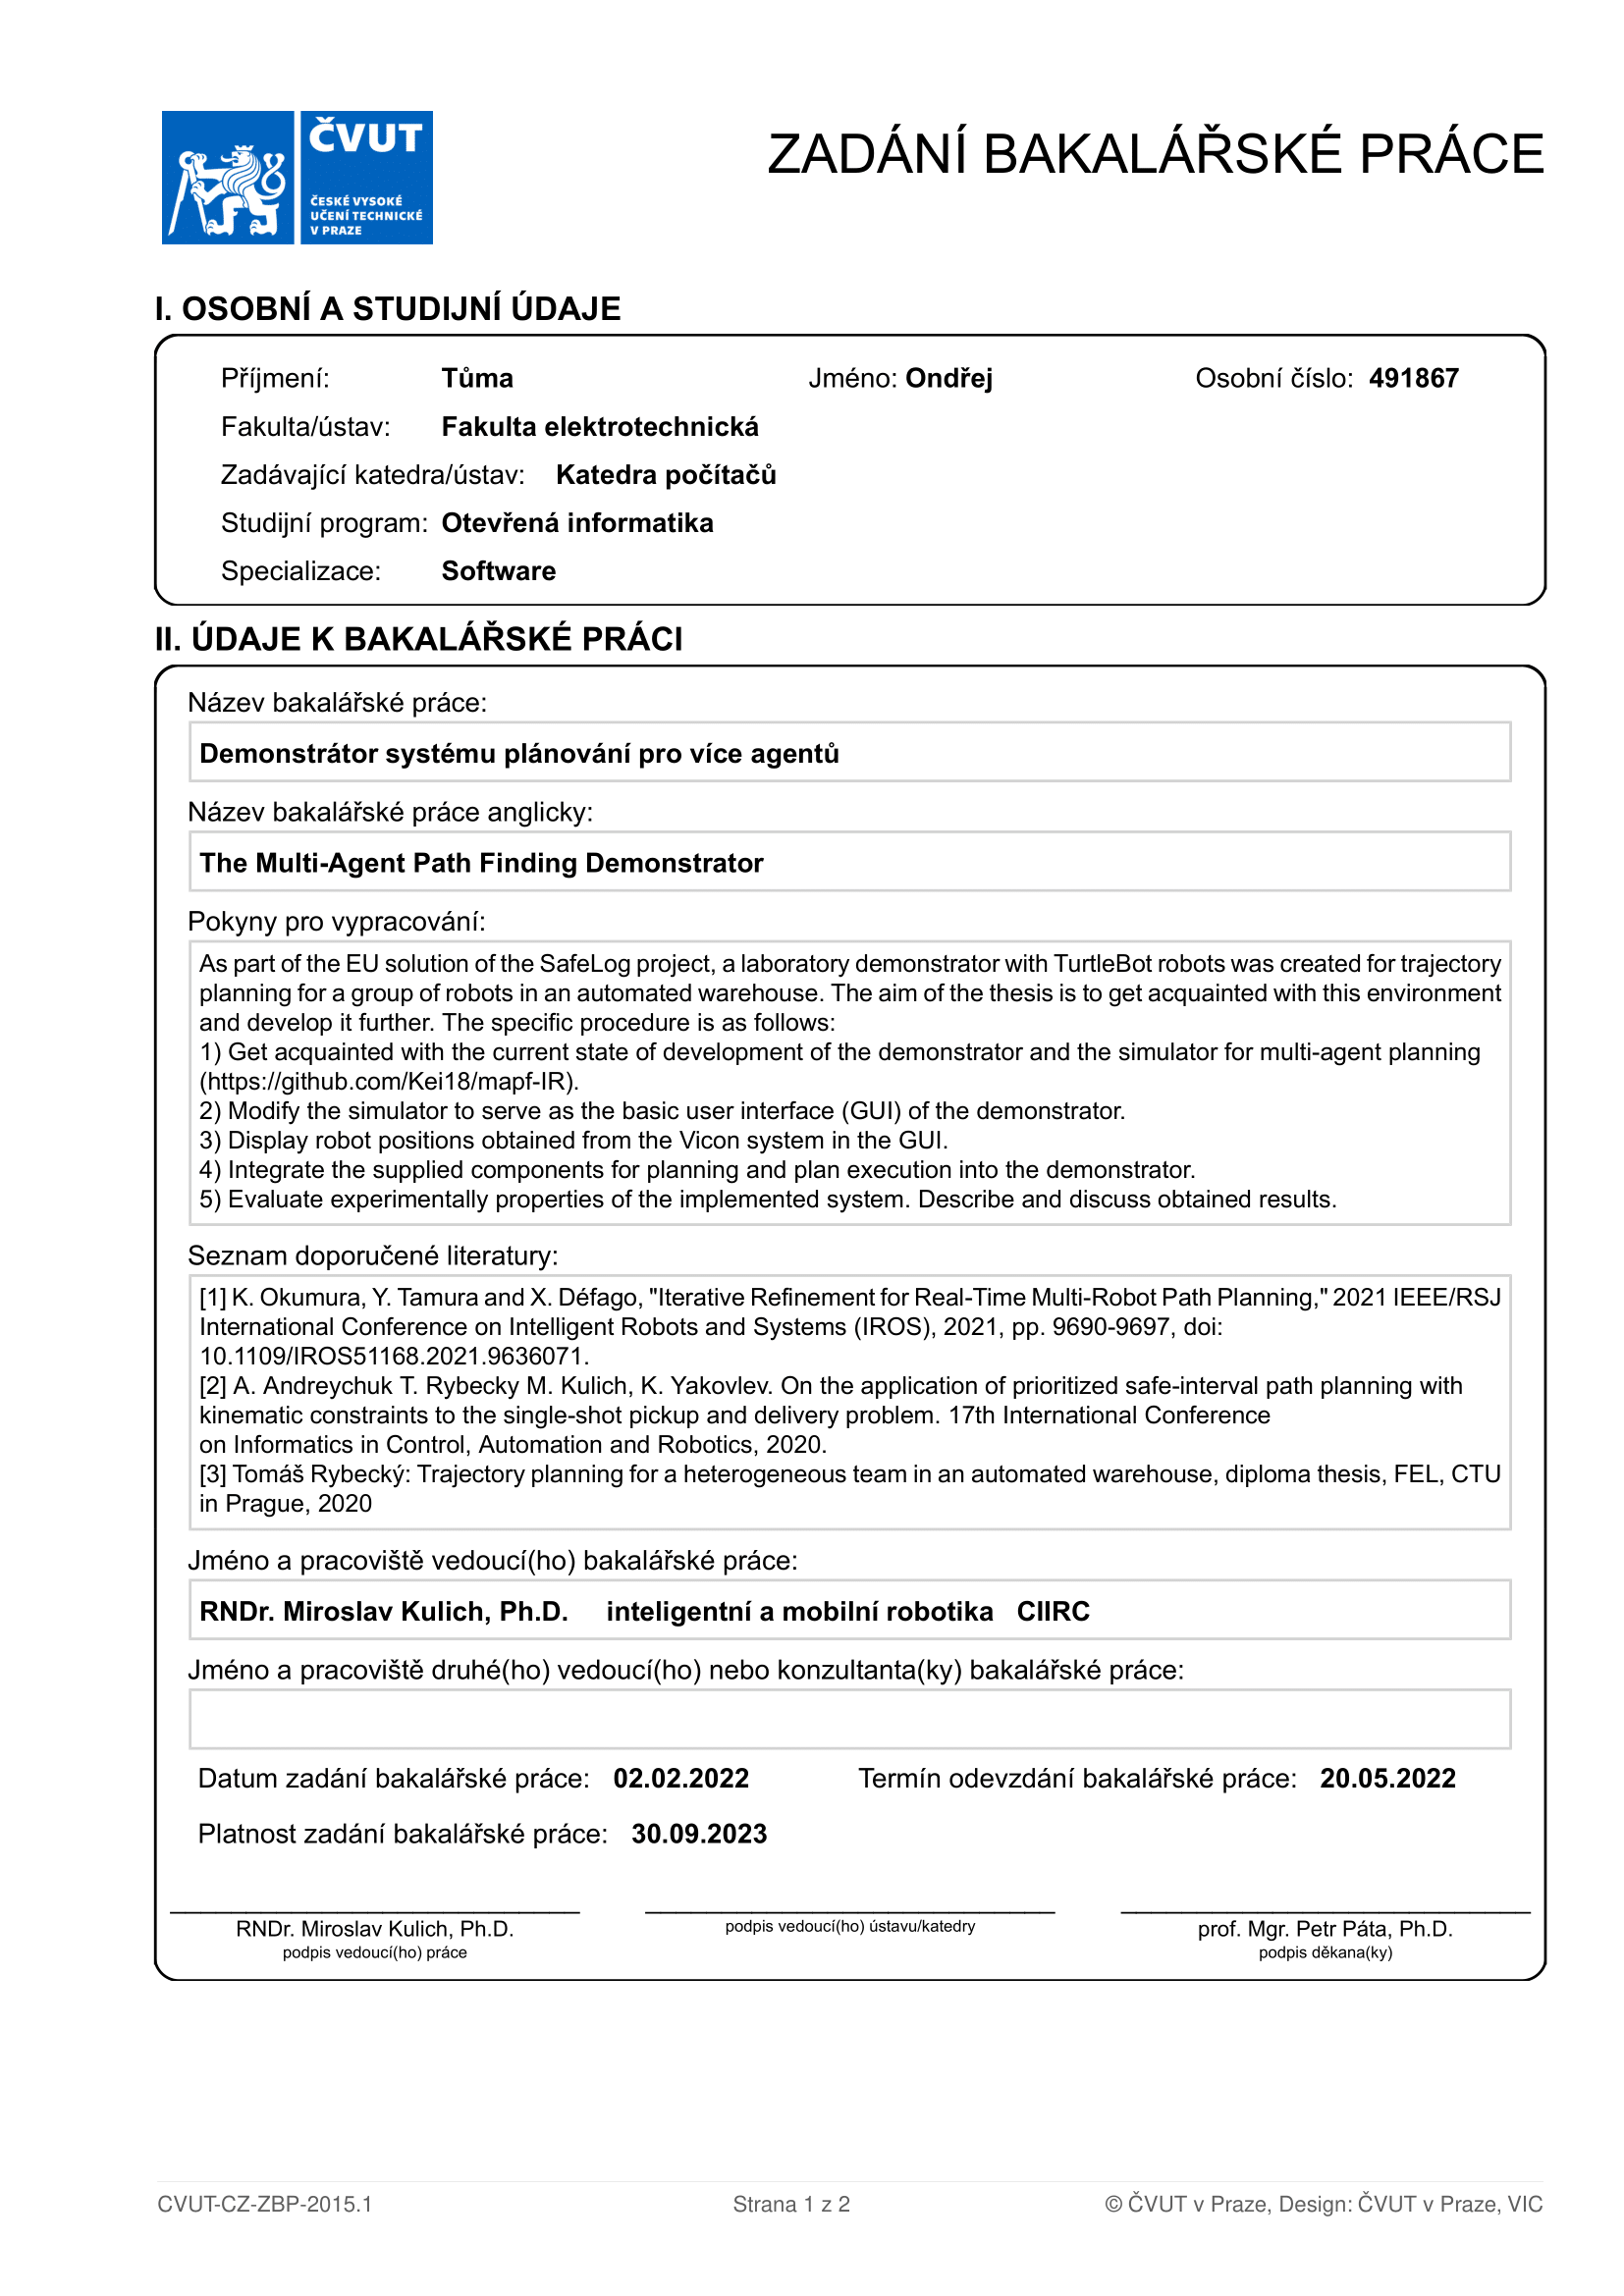 ČVUT
ČESKÉ VYSOKÉ
UČENÍ TECHNICKÉ
V PRAZE
ZADÁNÍ BAKALÁŘSKÉ PRÁCE
I. OSOBNÍ A STUDIJNÍ ÚDAJE
Příjmení: Tůma Jméno: Ondřej Osobní číslo: 491867
Fakulta/ústav: Fakulta elektrotechnická
Zadávající katedra/ústav: Katedra počítačů
Studijní program: Otevřená informatika
Specializace: Software
II. ÚDAJE K BAKALÁŘSKÉ PRÁCI
Název bakalářské práce:
Demonstrátor systému plánování pro více agentů
Název bakalářské práce anglicky:
The Multi-Agent Path Finding Demonstrator
Pokyny pro vypracování:
As part of the EU solution of the SafeLog project, a laboratory demonstrator with TurtleBot robots was created for trajectory
planning for a group of robots in an automated warehouse. The aim of the thesis is to get acquainted with this environment
and develop it further. The specific procedure is as follows:
1) Get acquainted with the current state of development of the demonstrator and the simulator for multi-agent planning
(https://github.com/Kei18/mapf-IR).
2) Modify the simulator to serve as the basic user interface (GUI) of the demonstrator.
3) Display robot positions obtained from the Vicon system in the GUI.
4) Integrate the supplied components for planning and plan execution into the demonstrator.
5) Evaluate experimentally properties of the implemented system. Describe and discuss obtained results.
Seznam doporučené literatury:
[1] K. Okumura, Y. Tamura and X. Défago, "Iterative Refinement for Real-Time Multi-Robot Path Planning," 2021 IEEE/RSJ
International Conference on Intelligent Robots and Systems (IROS), 2021, pp. 9690-9697, doi:
10.1109/IROS51168.2021.9636071.
[2] A. Andreychuk T. Rybecky M. Kulich, K. Yakovlev. On the application of prioritized safe-interval path planning with
kinematic constraints to the single-shot pickup and delivery problem. 17th International Conference
on Informatics in Control, Automation and Robotics, 2020.
[3] Tomáš Rybecký: Trajectory planning for a heterogeneous team in an automated warehouse, diploma thesis, FEL, CTU
in Prague, 2020
Jméno a pracoviště vedoucí(ho) bakalářské práce:
RNDr. Miroslav Kulich, Ph.D. inteligentní a mobilní robotika CIIRC
Jméno a pracoviště druhé(ho) vedoucí(ho) nebo konzultanta(ky) bakalářské práce:
Datum zadání bakalářské práce: 02.02.2022 Termín odevzdání bakalářské práce: 20.05.2022
Platnost zadání bakalářské práce: 30.09.2023
RNDr. Miroslav Kulich, Ph.D.
podpis vedoucí(ho) práce
podpis vedoucí(ho) ústavu/katedry
prof. Mgr. Petr Páta, Ph.D.
podpis děkana(ky)
CVUT-CZ-ZBP-2015.1 Strana 1 z 2 © ČVUT v Praze, Design: ČVUT v Praze, VIC